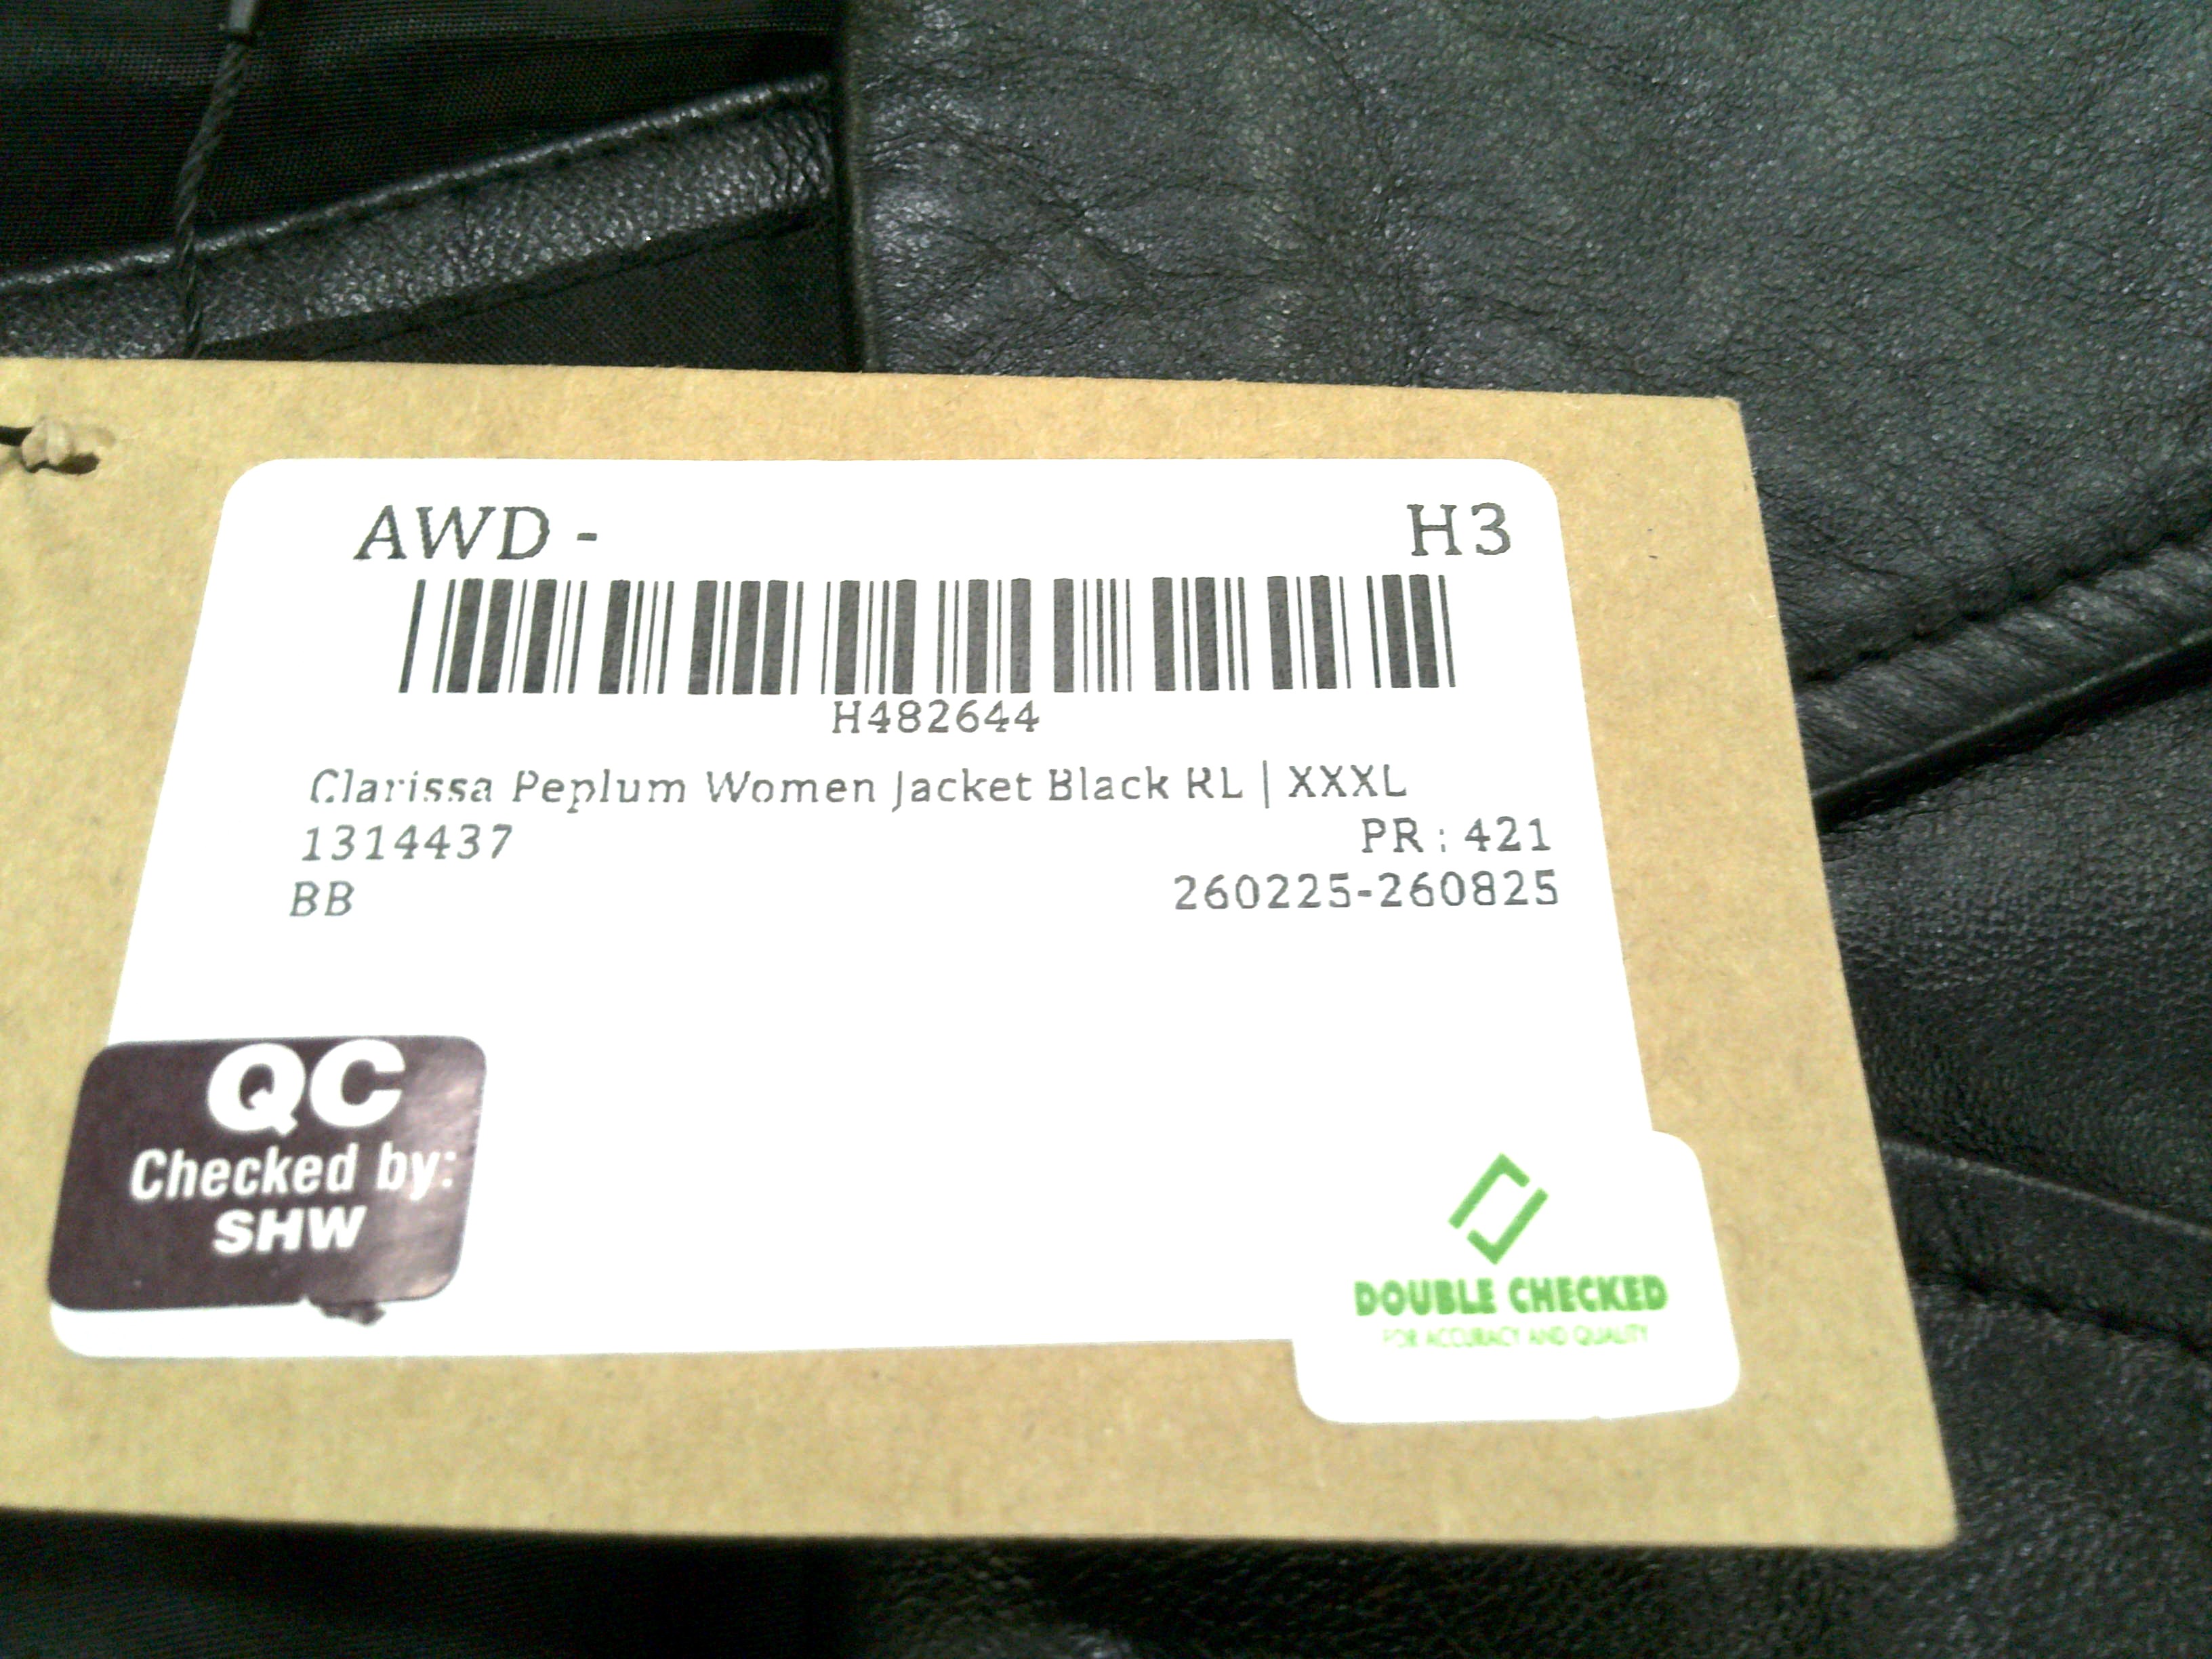 AWD - H3
H482644
Clarissa Peplum Women Jacket Black RL | XXXL
1314437 PR : 421
BB 260225-260825
QC
Checked by:
SHW
DOUBLE CHECKED
FOR ACCURACY AND QUALITY